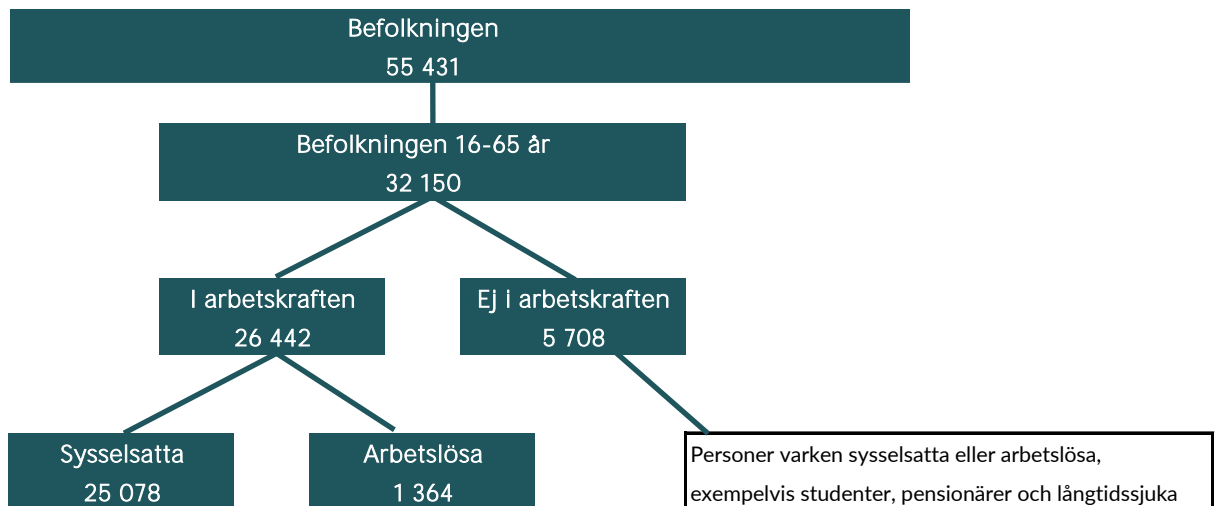 Befolkningen
55 431
Befolkningen 16-65 år
32 150
I arbetskraften
26 442
Ej i arbetskraften
5 708
Sysselsatta
25 078
Arbetslösa
1 364
Personer varken sysselsatta eller arbetslösa,
exempelvis studenter, pensionärer och långtidssjuka